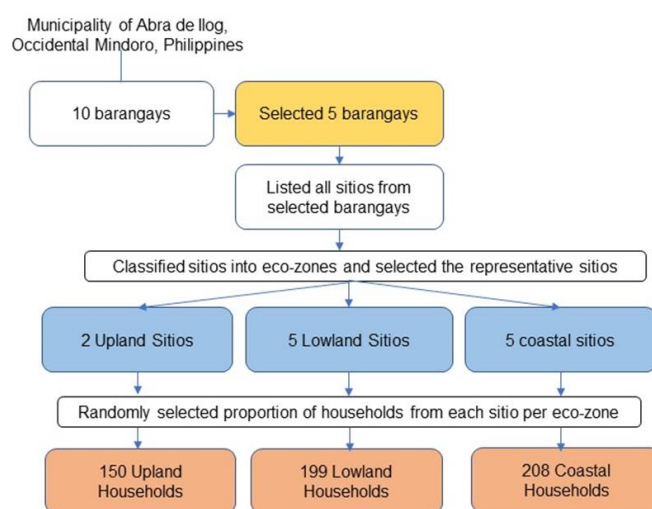 Municipality of Abra de Ilog,
Occidental Mindoro, Philippines
10 barangays
Selected 5 barangays
Listed all sitios from
selected barangays
Classified sitios into eco-zones and selected the representative sitios
2 Upland Sitios
5 Lowland Sitios
5 coastal sitios
Randomly selected proportion of households from each sitio per eco-zone
150 Upland
Households
199 Lowland
Households
208 Coastal
Households